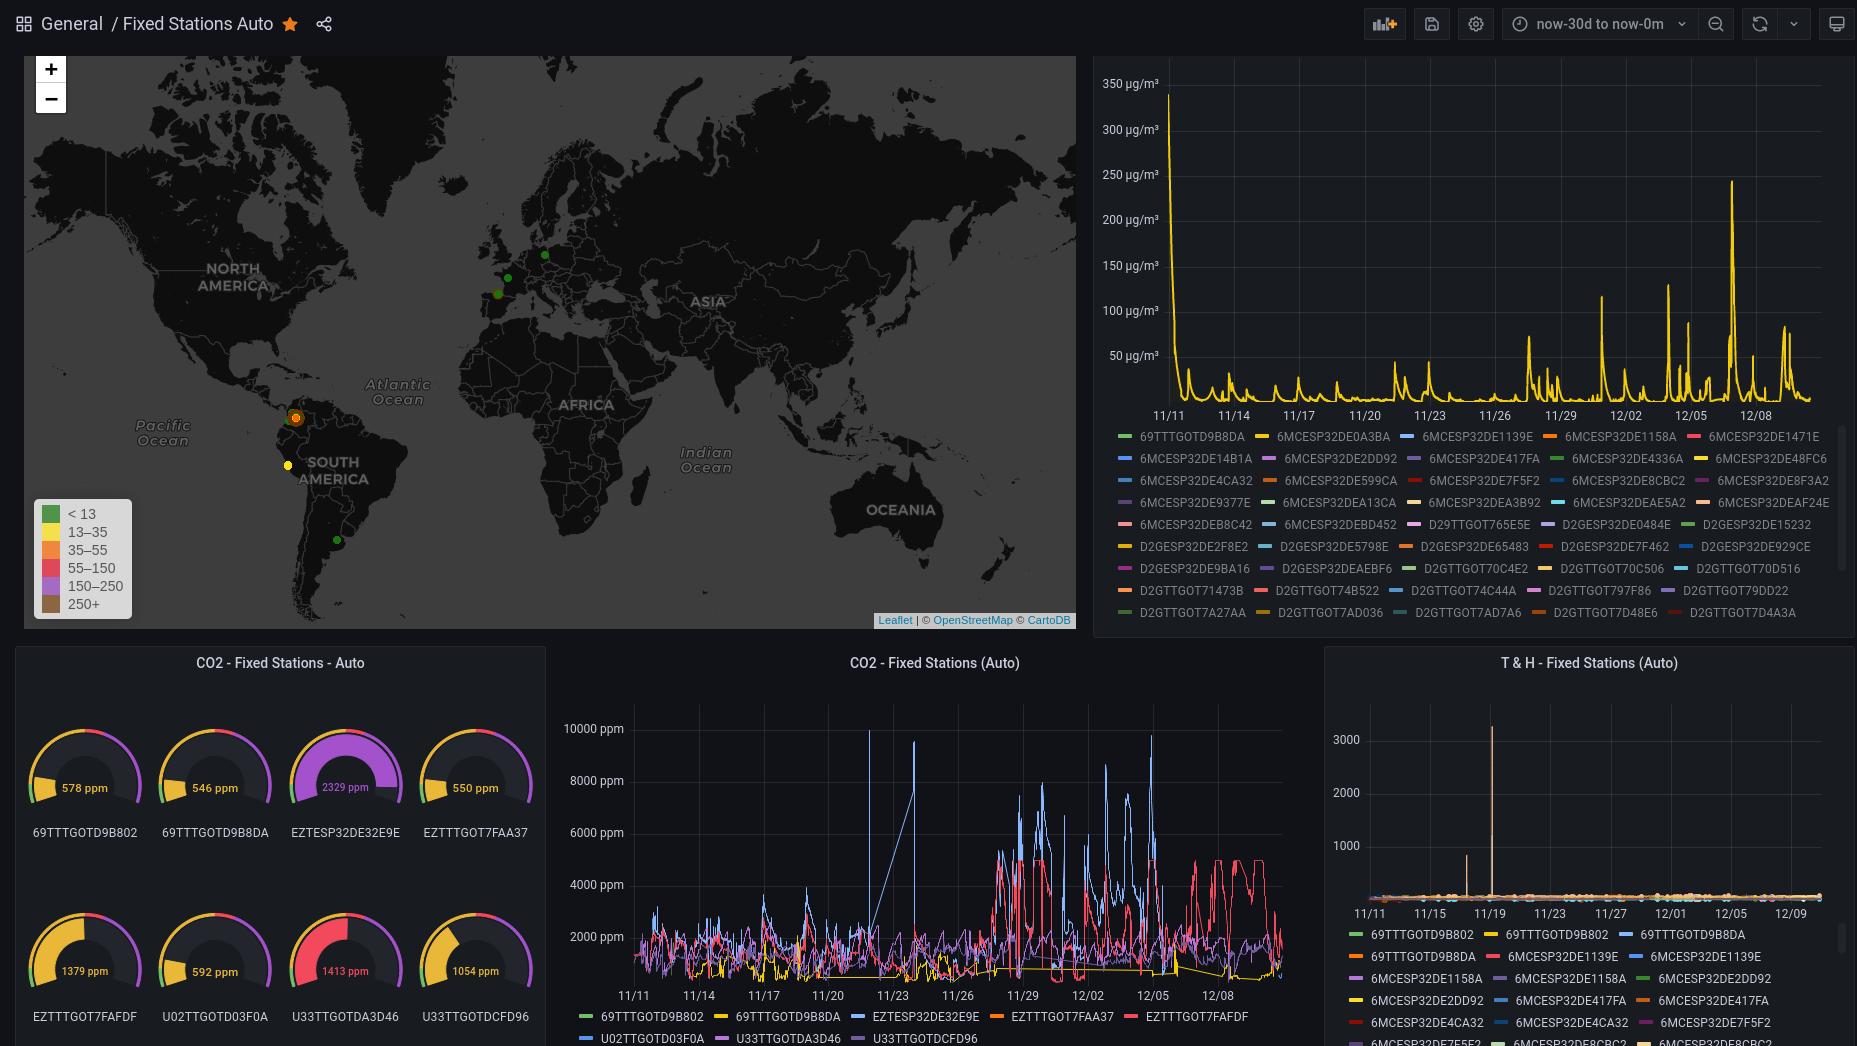 General / Fixed Stations Auto
now-30d to now-0m
+
−
NORTH
AMERICA
ASIA
Atlantic
Ocean
AFRICA
Pacific
Ocean
Indian
Ocean
SOUTH
AMERICA
OCEANIA
< 13
13–35
35–55
55–150
150–250
250+
Leaflet | © OpenStreetMap © CartoDB
350 µg/m³
300 µg/m³
250 µg/m³
200 µg/m³
150 µg/m³
100 µg/m³
50 µg/m³
11/11 11/14 11/17 11/20 11/23 11/26 11/29 12/02 12/05 12/08
69TTTGOTD9B8DA 6MCESP32DE0A3BA 6MCESP32DE1139E 6MCESP32DE1158A 6MCESP32DE1471E
6MCESP32DE14B1A 6MCESP32DE2DD92 6MCESP32DE417FA 6MCESP32DE4336A 6MCESP32DE48FC6
6MCESP32DE4CA32 6MCESP32DE599CA 6MCESP32DE7F5F2 6MCESP32DE8CBC2 6MCESP32DE8F3A2
6MCESP32DE9377E 6MCESP32DEA13CA 6MCESP32DEA3B92 6MCESP32DEAE5A2 6MCESP32DEAF24E
6MCESP32DEB8C42 6MCESP32DEBD452 D29TTGOT765E5E D2GESP32DE0484E D2GESP32DE15232
D2GESP32DE2F8E2 D2GESP32DE5798E D2GESP32DE65483 D2GESP32DE7F462 D2GESP32DE929CE
D2GESP32DE9BA16 D2GESP32DEAEBF6 D2GTTGOT70C4E2 D2GTTGOT70C506 D2GTTGOT70D516
D2GTTGOT71473B D2GTTGOT74B522 D2GTTGOT74C44A D2GTTGOT797F86 D2GTTGOT79DD22
D2GTTGOT7A27AA D2GTTGOT7AD036 D2GTTGOT7AD7A6 D2GTTGOT7D48E6 D2GTTGOT7D4A3A
CO2 - Fixed Stations - Auto
578 ppm 546 ppm 2329 ppm 550 ppm
69TTTGOTD9B802 69TTTGOTD9B8DA EZTESP32DE32E9E EZTTTGOT7FAA37
1379 ppm 592 ppm 1413 ppm 1054 ppm
EZTTTGOT7FAFDF U02TTGOTD03F0A U33TTGOTDA3D46 U33TTGOTDCFD96
CO2 - Fixed Stations (Auto)
10000 ppm
8000 ppm
6000 ppm
4000 ppm
2000 ppm
11/11 11/14 11/17 11/20 11/23 11/26 11/29 12/02 12/05 12/08
69TTTGOTD9B802 69TTTGOTD9B8DA EZTESP32DE32E9E EZTTTGOT7FAA37 EZTTTGOT7FAFDF
U02TTGOTD03F0A U33TTGOTDA3D46 U33TTGOTDCFD96
T & H - Fixed Stations (Auto)
3000
2000
1000
11/11 11/15 11/19 11/23 11/27 12/01 12/05 12/09
69TTTGOTD9B802 69TTTGOTD9B802 69TTTGOTD9B8DA
69TTTGOTD9B8DA 6MCESP32DE1139E 6MCESP32DE1139E
6MCESP32DE1158A 6MCESP32DE1158A 6MCESP32DE2DD92
6MCESP32DE2DD92 6MCESP32DE417FA 6MCESP32DE417FA
6MCESP32DE4CA32 6MCESP32DE4CA32 6MCESP32DE7F5F2
6MCESP32DE7F5F2 6MCESP32DE8CBC2 6MCESP32DE8CBC2